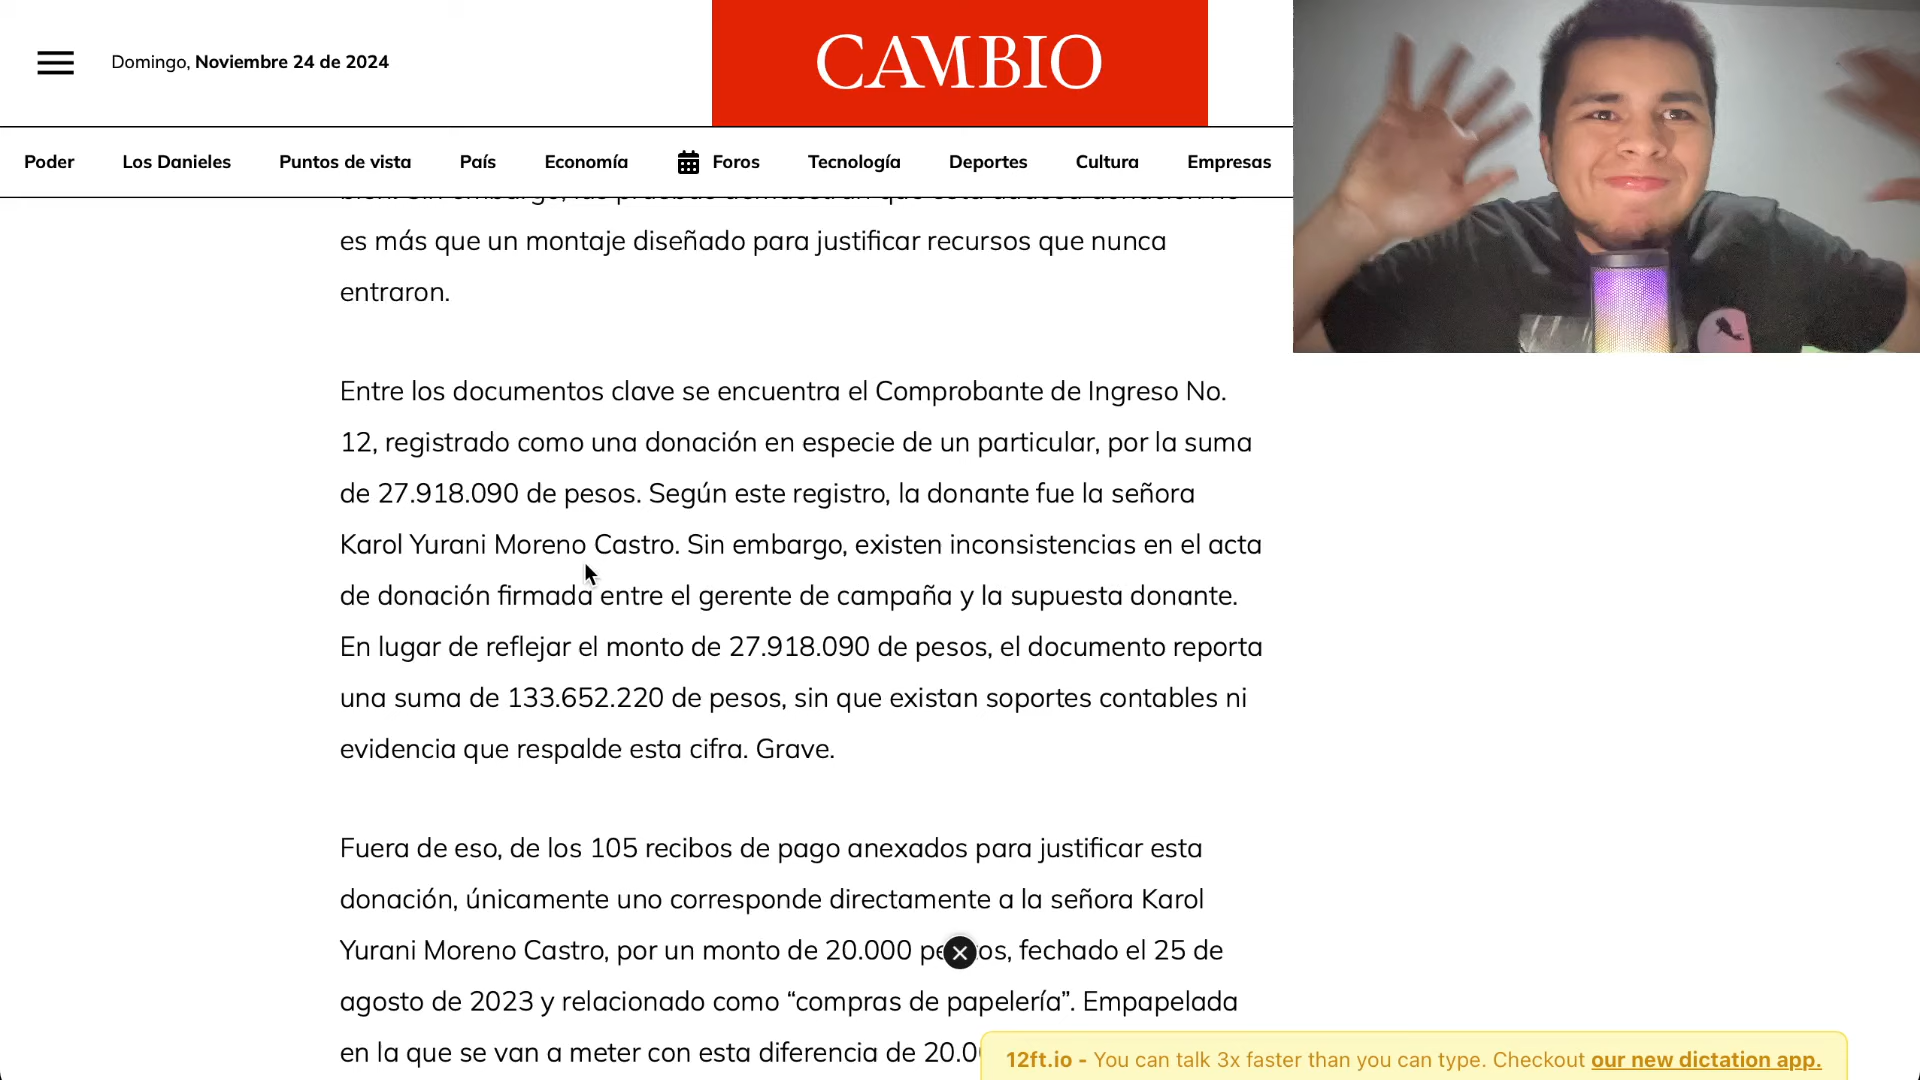 Domingo, Noviembre 24 de 2024
CAMBIO
Poder Los Danieles Puntos de vista País Economía Foros Tecnología Deportes Cultura Empresas
es más que un montaje diseñado para justificar recursos que nunca
entraron.
Entre los documentos clave se encuentra el Comprobante de Ingreso No.
12, registrado como una donación en especie de un particular, por la suma
de 27.918.090 de pesos. Según este registro, la donante fue la señora
Karol Yurani Moreno Castro. Sin embargo, existen inconsistencias en el acta
de donación firmada entre el gerente de campaña y la supuesta donante.
En lugar de reflejar el monto de 27.918.090 de pesos, el documento reporta
una suma de 133.652.220 de pesos, sin que existan soportes contables ni
evidencia que respalde esta cifra. Grave.
Fuera de eso, de los 105 recibos de pago anexados para justificar esta
donación, únicamente uno corresponde directamente a la señora Karol
Yurani Moreno Castro, por un monto de 20.000 pesos, fechado el 25 de
agosto de 2023 y relacionado como “compras de papelería”. Empapelada
en la que se van a meter con esta diferencia de
12ft.io - You can talk 3x faster than you can type. Checkout our new dictation app.